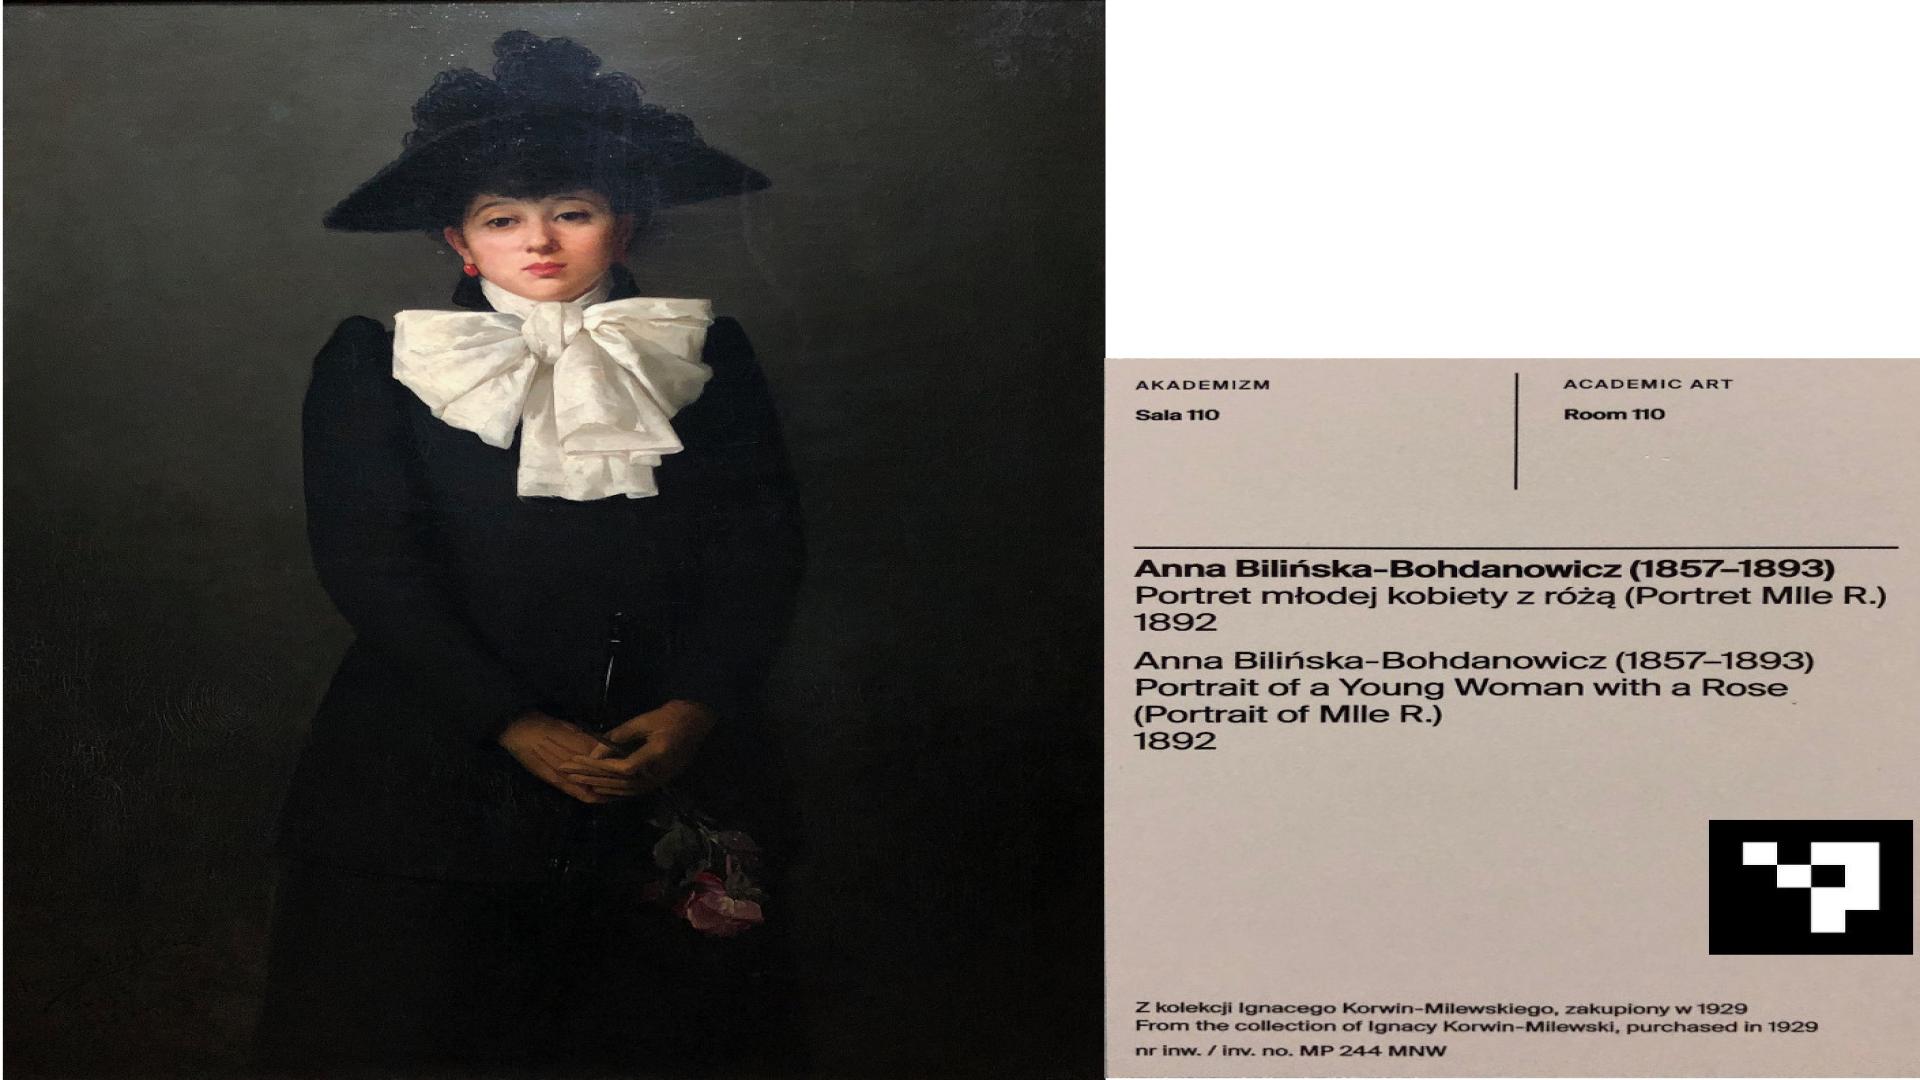 AKADEMIZM
Sala 110
ACADEMIC ART
Room 110
Anna Bilińska-Bohdanowicz (1857–1893)
Portret młodej kobiety z różą (Portret Mlle R.)
1892
Anna Bilińska-Bohdanowicz (1857–1893)
Portrait of a Young Woman with a Rose
(Portrait of Mlle R.)
1892
Z kolekcji Ignacego Korwin-Milewskiego, zakupiony w 1929
From the collection of Ignacy Korwin-Milewski, purchased in 1929
nr inw. / inv. no. MP 244 MNW